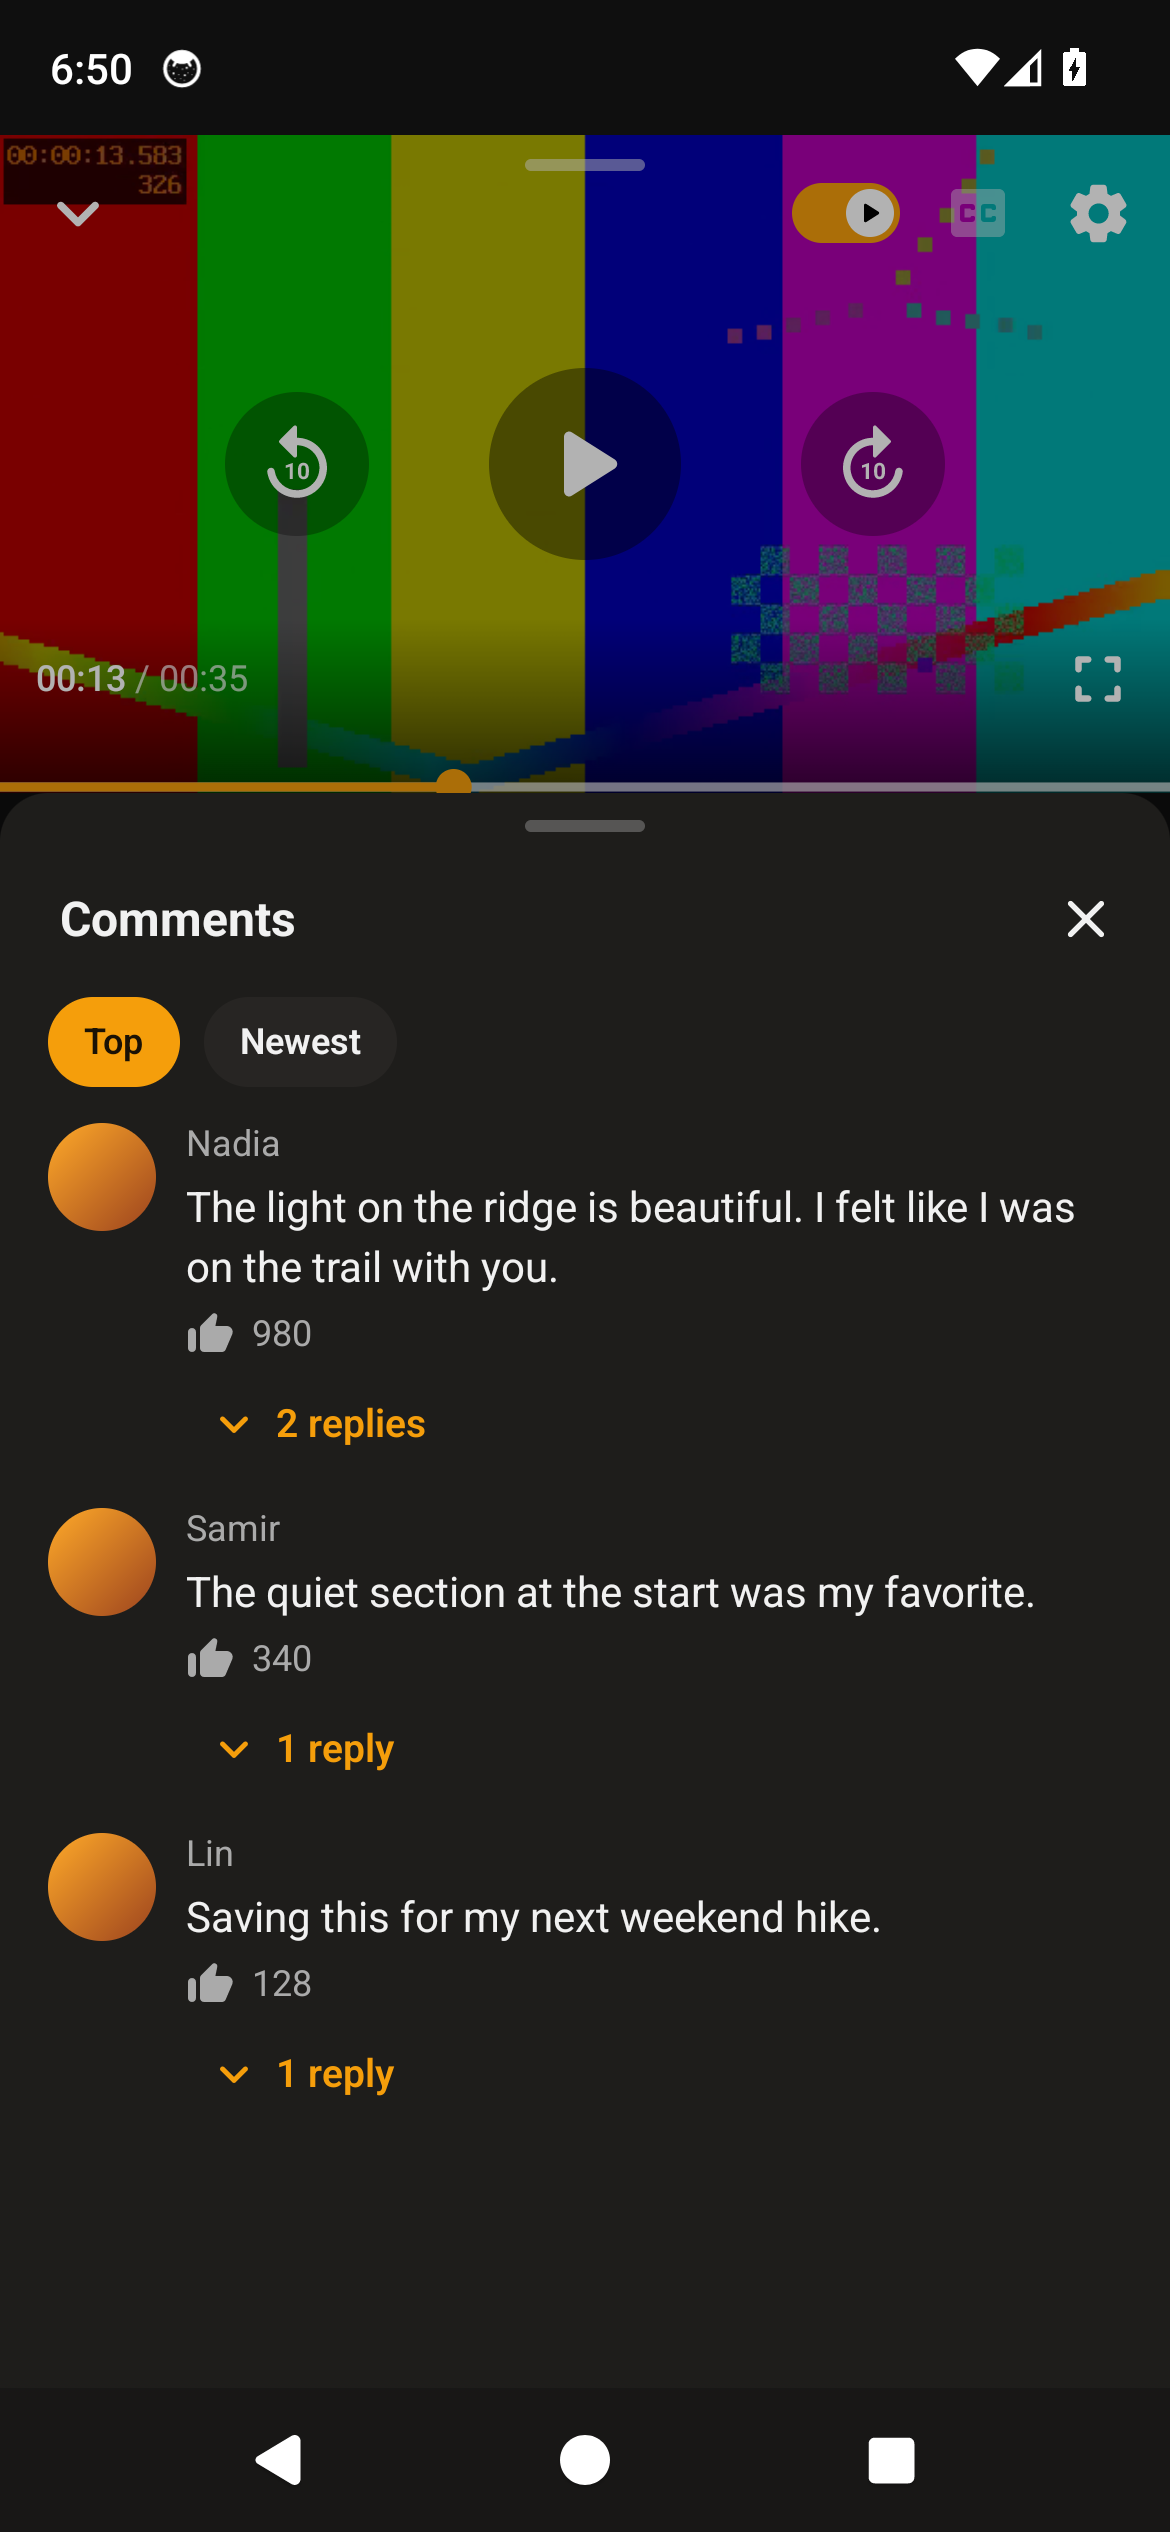 6:50
00:00:13.583
326
CC
10
10
00:13 / 00:35
Comments
Top
Newest
Nadia
The light on the ridge is beautiful. I felt like I was
on the trail with you.
980
2 replies
Samir
The quiet section at the start was my favorite.
340
1 reply
Lin
Saving this for my next weekend hike.
128
1 reply